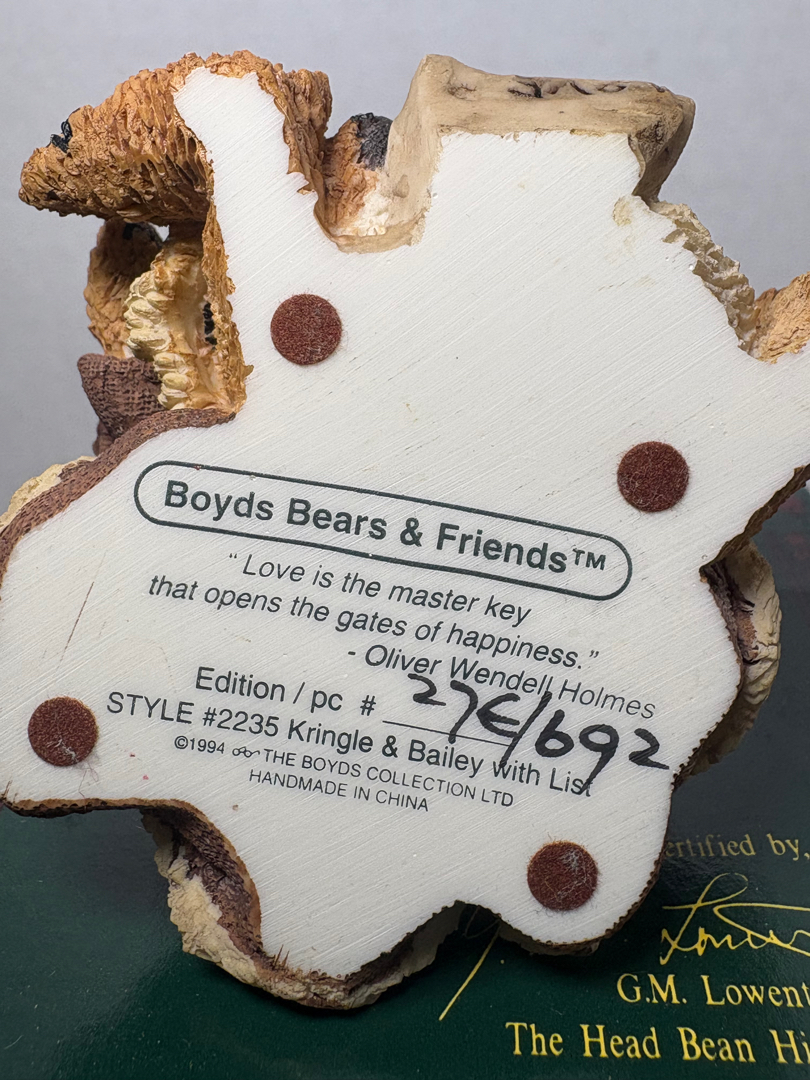 Boyds Bears & Friends™
“Love is the master key
that opens the gates of happiness.”
- Oliver Wendell Holmes
Edition / pc # 27E/692
STYLE #2235 Kringle & Bailey with List
©1994 THE BOYDS COLLECTION LTD
HANDMADE IN CHINA
ertified by,
G.M. Lowent
The Head Bean Hi